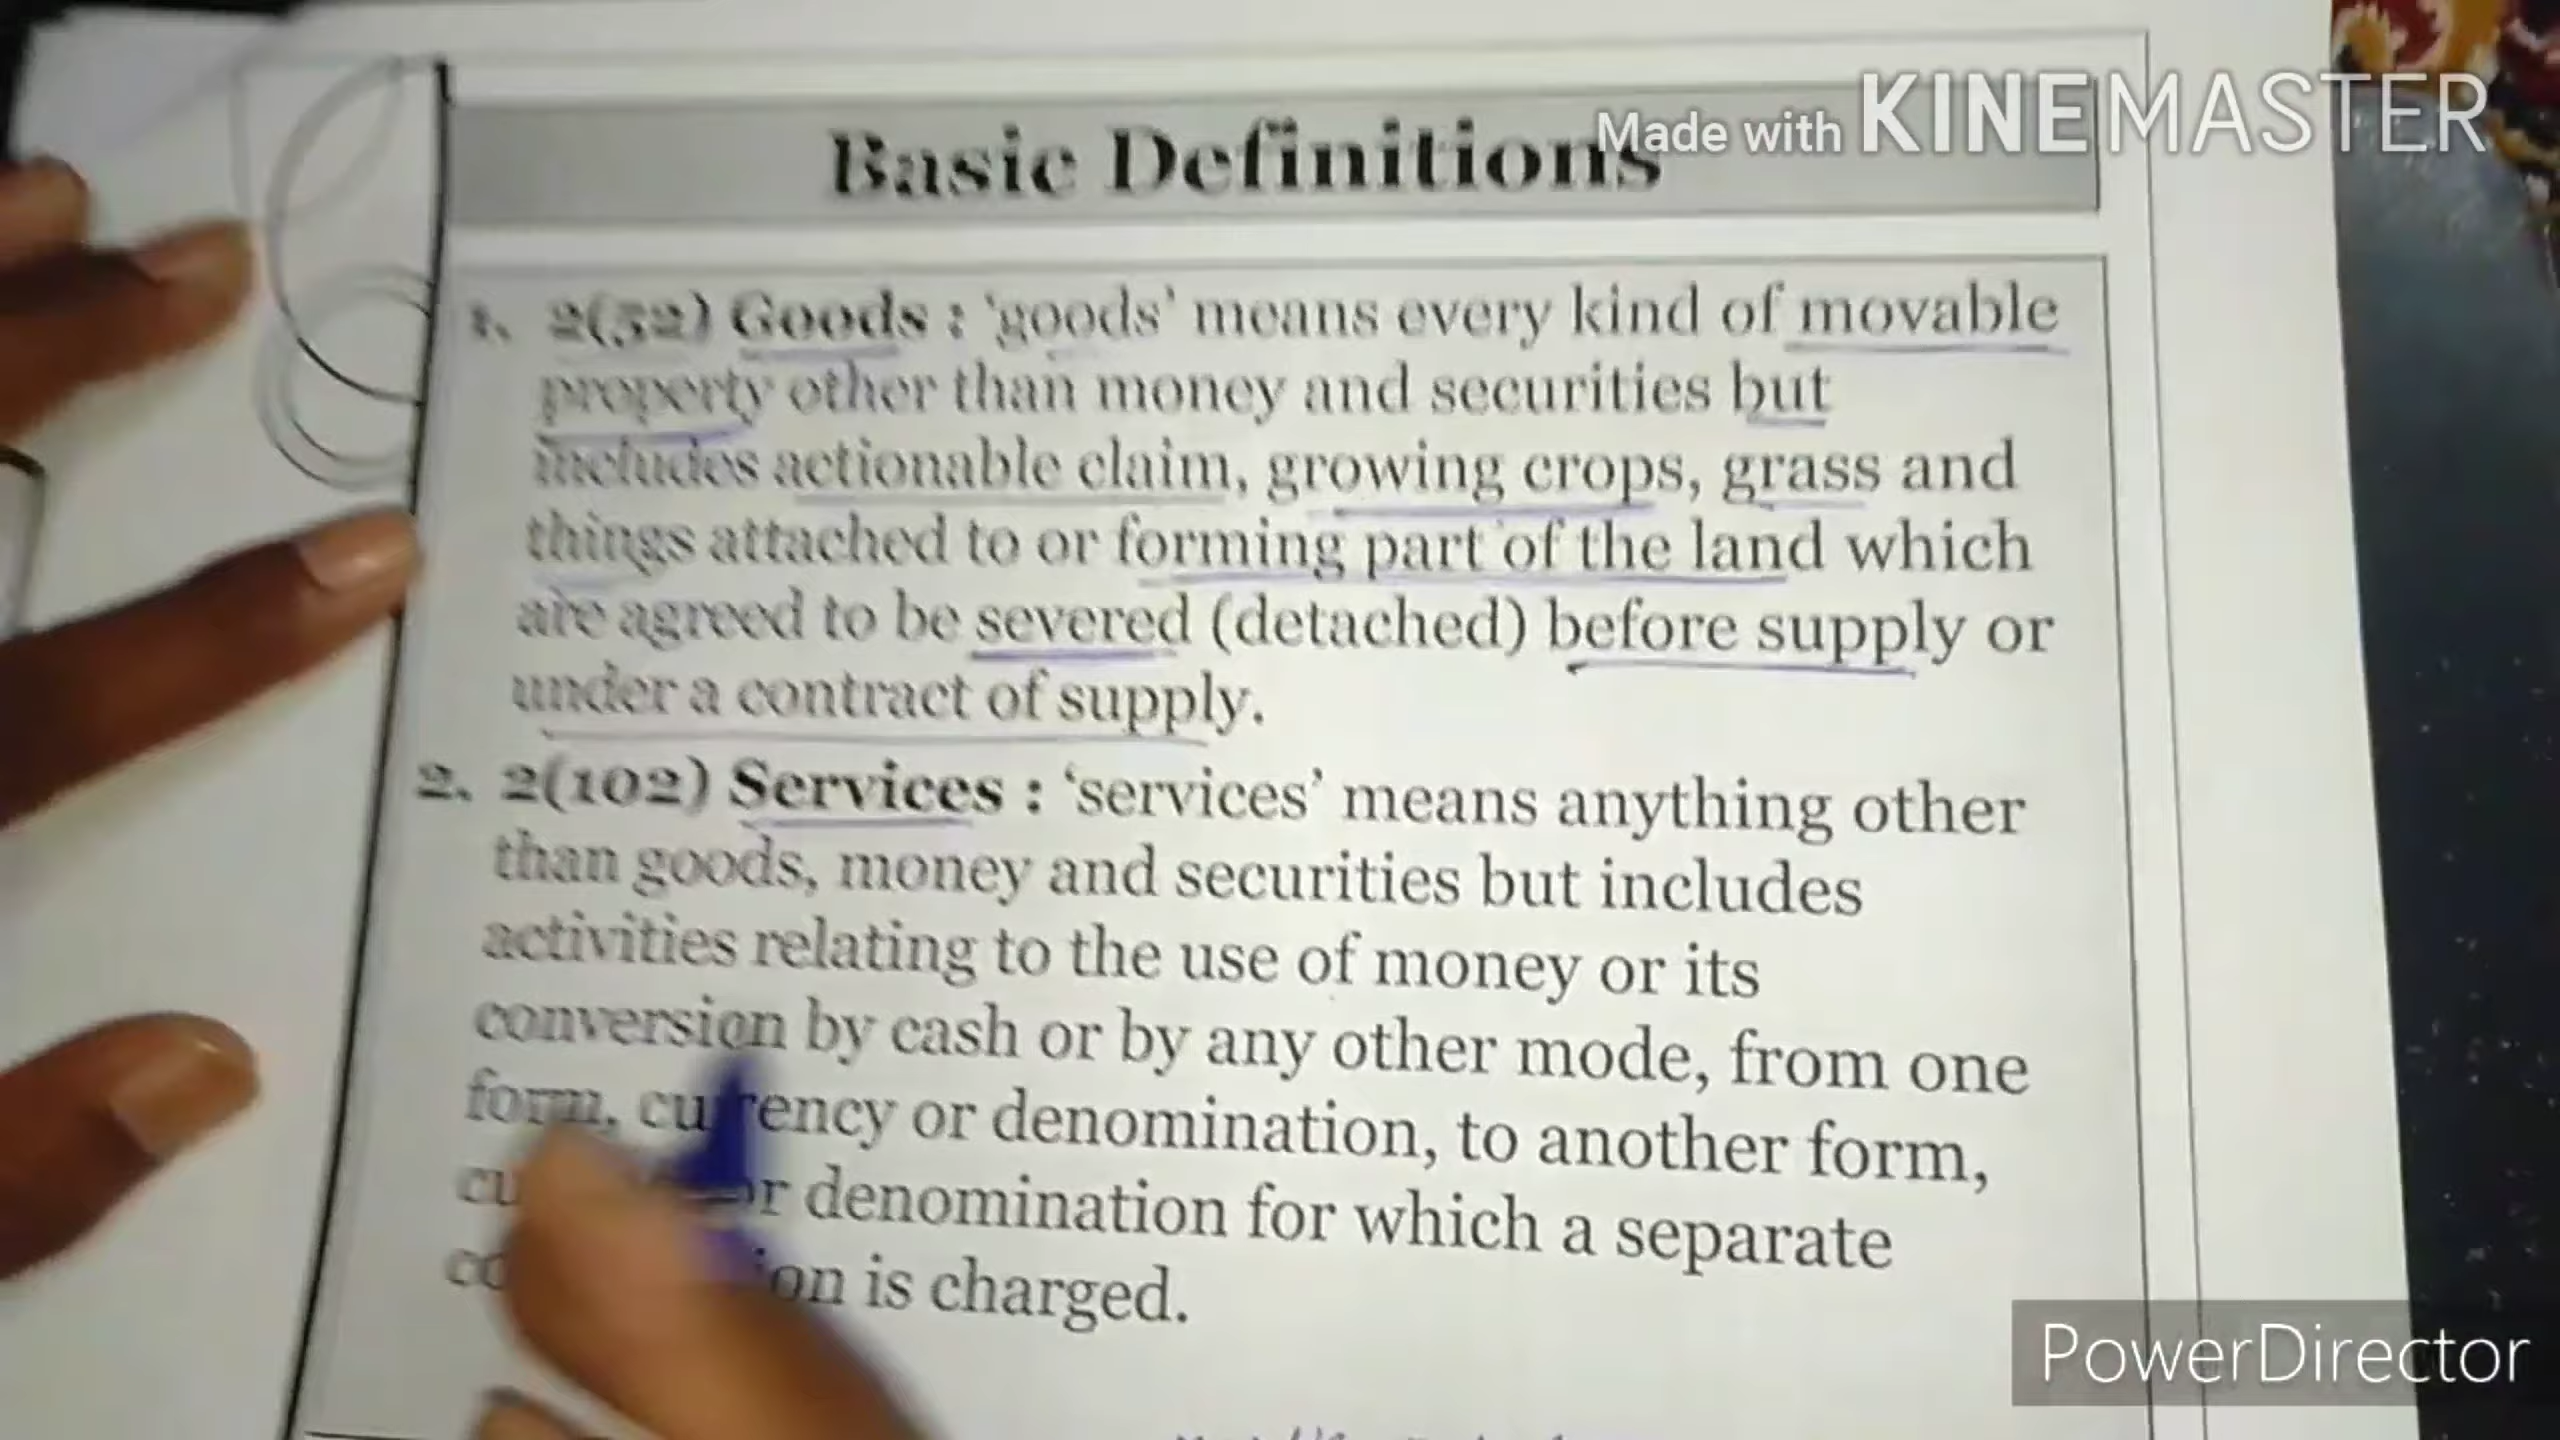 Made with KINEMASTER
Basic Definitions
1. 2(52) Goods : ‘goods’ means every kind of movable
property other than money and securities but
includes actionable claim, growing crops, grass and
things attached to or forming part of the land which
are agreed to be severed (detached) before supply or
under a contract of supply.
2. 2(102) Services : ‘services’ means anything other
than goods, money and securities but includes
activities relating to the use of money or its
conversion by cash or by any other mode, from one
form, currency or denomination, to another form,
or denomination for which a separate
is charged.
PowerDirector